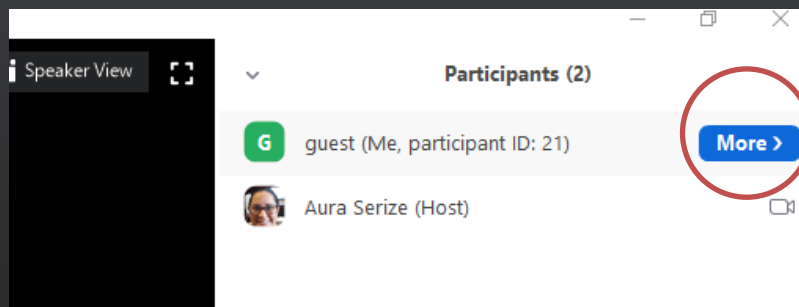 Speaker View
Participants (2)
G
guest (Me, participant ID: 21)
More >
Aura Serize (Host)